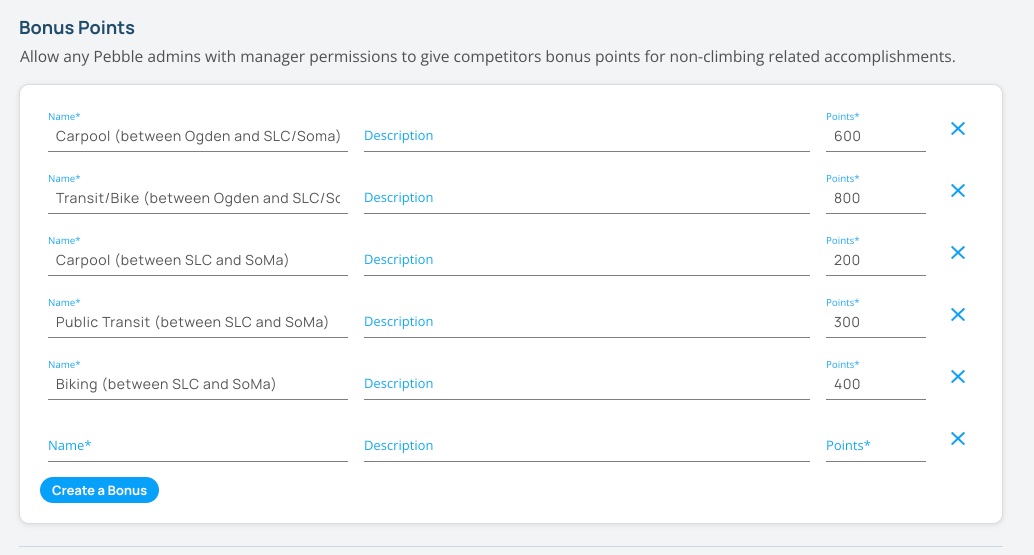 Bonus Points
Allow any Pebble admins with manager permissions to give competitors bonus points for non-climbing related accomplishments.
Name* Points*
Carpool (between Ogden and SLC/Soma) Description 600
Name* Points*
Transit/Bike (between Ogden and SLC/Sc Description 800
Name* Points*
Carpool (between SLC and SoMa) Description 200
Name* Points*
Public Transit (between SLC and SoMa) Description 300
Name* Points*
Biking (between SLC and SoMa) Description 400
Name* Description Points*
Create a Bonus